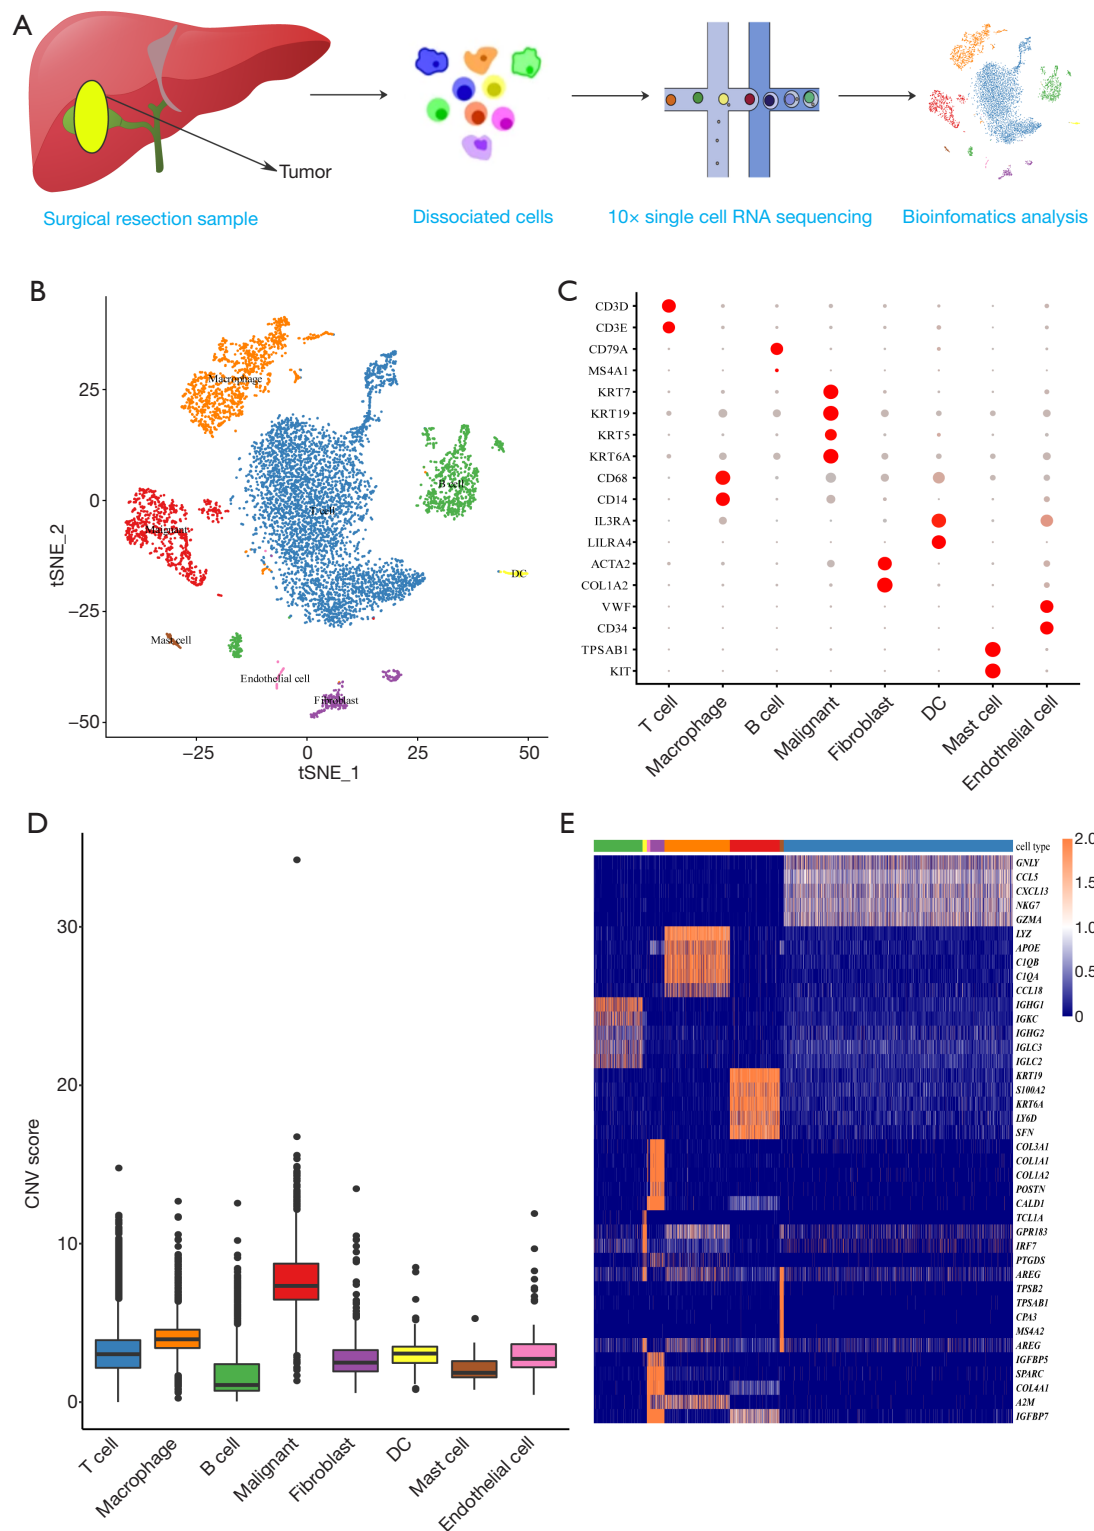 A
Tumor
Surgical resection sample
Dissociated cells
10× single cell RNA sequencing
Bioinfomatics analysis
B
tSNE_2
25
0
−25
−50
−25
0
25
50
tSNE_1
Macrophage
B cell
T cell
Malignant
DC
Mast cell
Endothelial cell
Fibroblast
C
CD3D
CD3E
CD79A
MS4A1
KRT7
KRT19
KRT5
KRT6A
CD68
CD14
IL3RA
LILRA4
ACTA2
COL1A2
VWF
CD34
TPSAB1
KIT
T cell
Macrophage
B cell
Malignant
Fibroblast
DC
Mast cell
Endothelial cell
D
CNV score
30
20
10
0
T cell
Macrophage
B cell
Malignant
Fibroblast
DC
Mast cell
Endothelial cell
E
cell type
GNLY
CCL5
CXCL13
NKG7
GZMA
LYZ
APOE
C1QB
C1QA
CCL18
IGHG1
IGKC
IGHG2
IGLC3
IGLC2
KRT19
S100A2
KRT6A
LY6D
SFN
COL3A1
COL1A1
COL1A2
POSTN
CALD1
TCL1A
GPR183
IRF7
PTGDS
AREG
TPSB2
TPSAB1
CPA3
MS4A2
AREG
IGFBP5
SPARC
COL4A1
A2M
IGFBP7
2.0
1.5
1.0
0.5
0